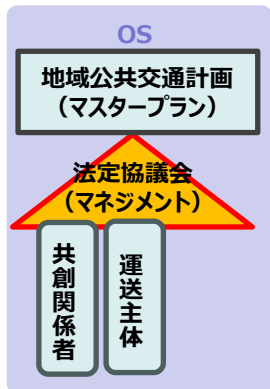 OS
地域公共交通計画
（マスタープラン）
法定協議会
（マネジメント）
共創関係者
運送主体